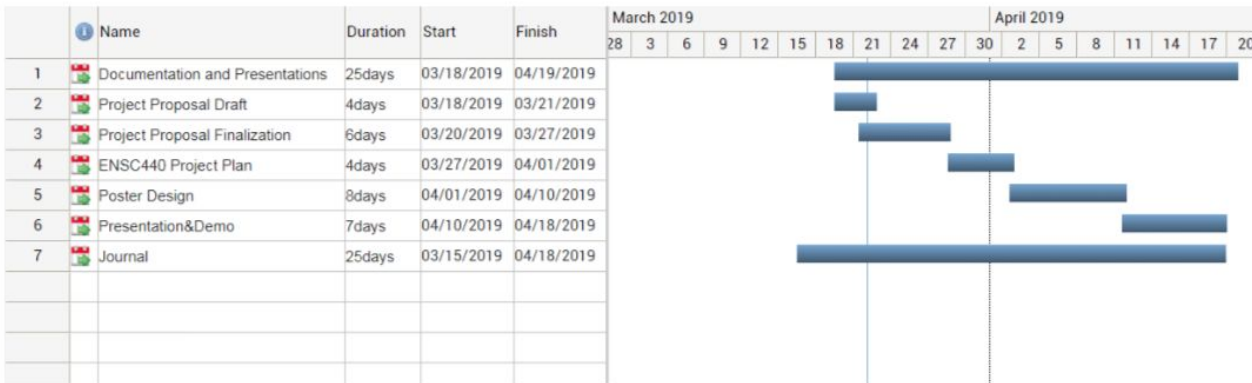 Name Duration Start Finish March 2019 April 2019
28 3 6 9 12 15 18 21 24 27 30 2 5 8 11 14 17 20
1 Documentation and Presentations 25days 03/18/2019 04/19/2019
2 Project Proposal Draft 4days 03/18/2019 03/21/2019
3 Project Proposal Finalization 6days 03/20/2019 03/27/2019
4 ENSC440 Project Plan 4days 03/27/2019 04/01/2019
5 Poster Design 8days 04/01/2019 04/10/2019
6 Presentation&Demo 7days 04/10/2019 04/18/2019
7 Journal 25days 03/15/2019 04/18/2019